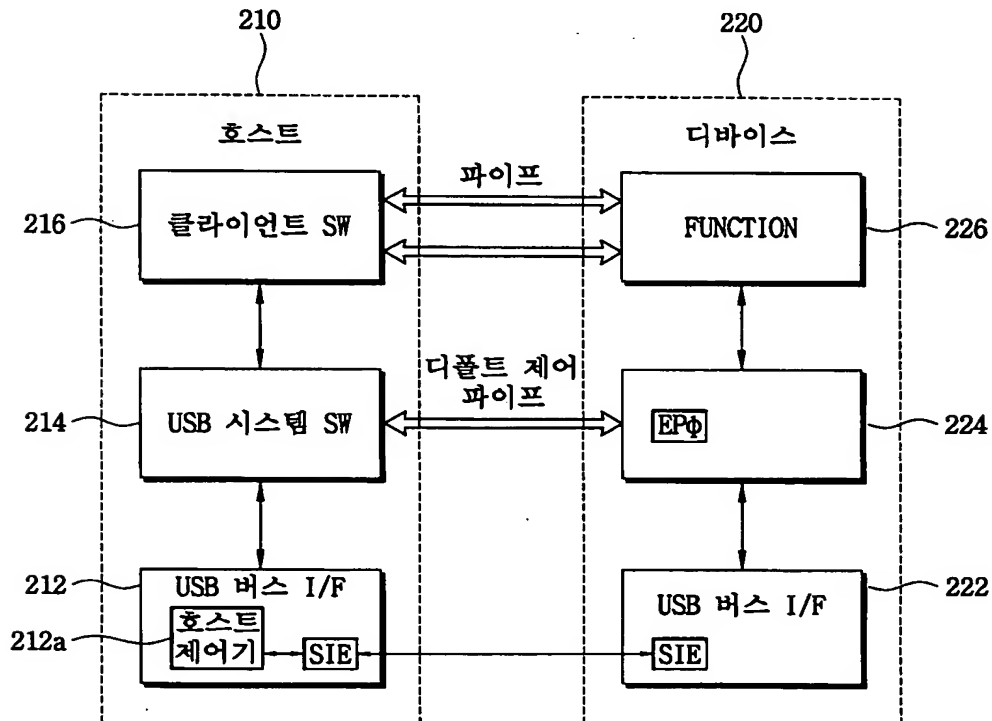 210
220
호스트
디바이스
파이프
216
클라이언트 SW
FUNCTION
226
디폴트 제어
파이프
214
USB 시스템 SW
EPφ
224
212
USB 버스 I/F
222
USB 버스 I/F
212a
호스트
제어기
SIE
SIE